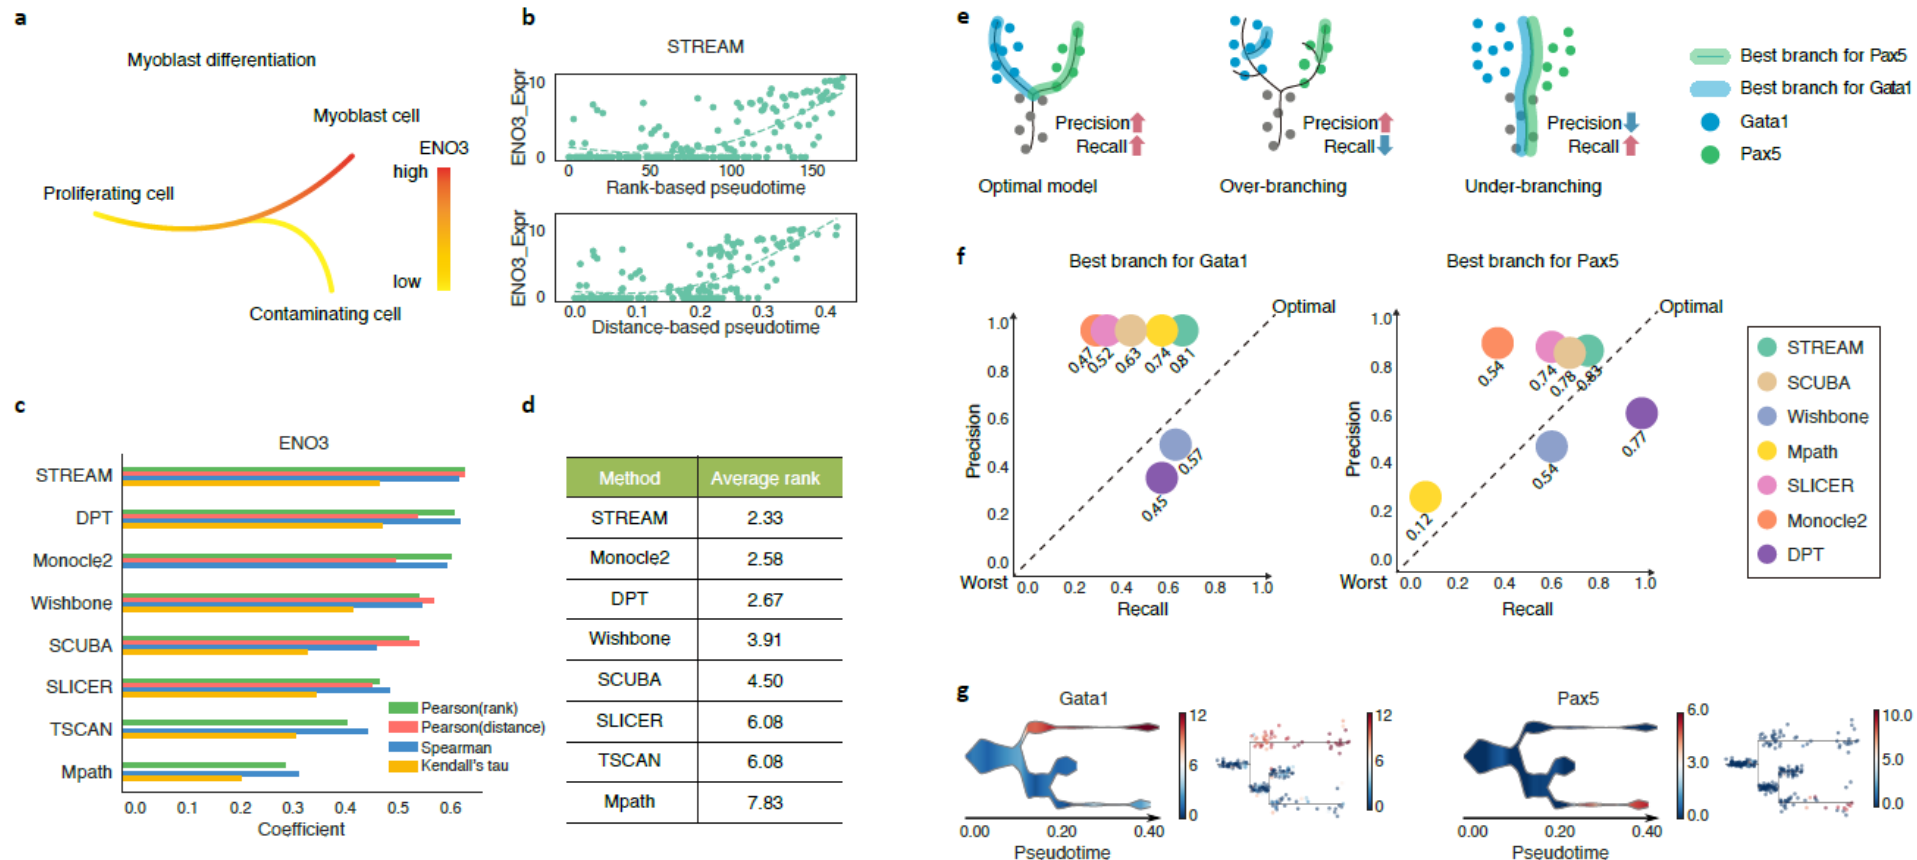 a
Myoblast differentiation
Myoblast cell
Proliferating cell
ENO3
high
low
Contaminating cell
b
STREAM
ENO3_Expr
10
0
0 50 100 150
Rank-based pseudotime
ENO3_Expr
10
0
0.0 0.1 0.2 0.3 0.4
Distance-based pseudotime
c
ENO3
STREAM
DPT
Monocle2
Wishbone
SCUBA
SLICER
TSCAN
Mpath
Pearson(rank)
Pearson(distance)
Spearman
Kendall's tau
0.0 0.1 0.2 0.3 0.4 0.5 0.6
Coefficient
d
Method Average rank
STREAM 2.33
Monocle2 2.58
DPT 2.67
Wishbone 3.91
SCUBA 4.50
SLICER 6.08
TSCAN 6.08
Mpath 7.83
e
Precision
Recall
Optimal model
Precision
Recall
Over-branching
Precision
Recall
Under-branching
Best branch for Pax5
Best branch for Gata1
Gata1
Pax5
f
Best branch for Gata1
Optimal
1.0
0.8
0.6
0.4
0.2
0.0
Precision
0.47
0.52
0.63
0.74
0.81
0.57
0.45
Worst
0.0 0.2 0.4 0.6 0.8 1.0
Recall
Best branch for Pax5
Optimal
1.0
0.8
0.6
0.4
0.2
0.0
Precision
0.54
0.74
0.78
0.83
0.77
0.54
0.12
Worst
0.0 0.2 0.4 0.6 0.8 1.0
Recall
STREAM
SCUBA
Wishbone
Mpath
SLICER
Monocle2
DPT
g
Gata1
12
6
0
12
6
0
0.00 0.20 0.40
Pseudotime
Pax5
6.0
3.0
0.0
10.0
5.0
0.0
0.00 0.20 0.40
Pseudotime